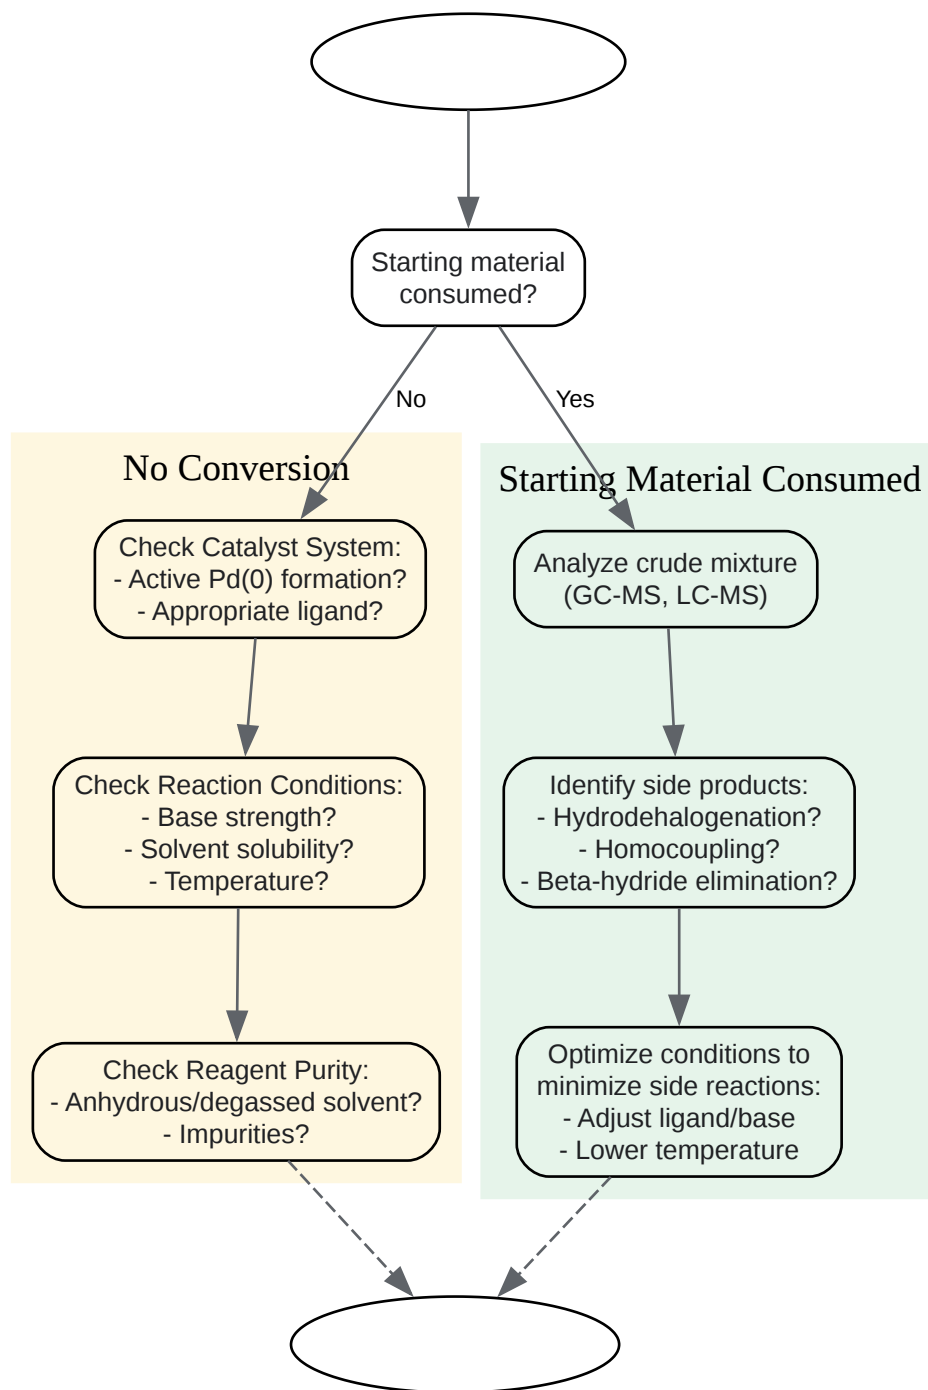 Starting material
consumed?
No
Yes
No Conversion
Check Catalyst System:
- Active Pd(0) formation?
- Appropriate ligand?
Check Reaction Conditions:
- Base strength?
- Solvent solubility?
- Temperature?
Check Reagent Purity:
- Anhydrous/degassed solvent?
- Impurities?
Starting Material Consumed
Analyze crude mixture
(GC-MS, LC-MS)
Identify side products:
- Hydrodehalogenation?
- Homocoupling?
- Beta-hydride elimination?
Optimize conditions to
minimize side reactions:
- Adjust ligand/base
- Lower temperature